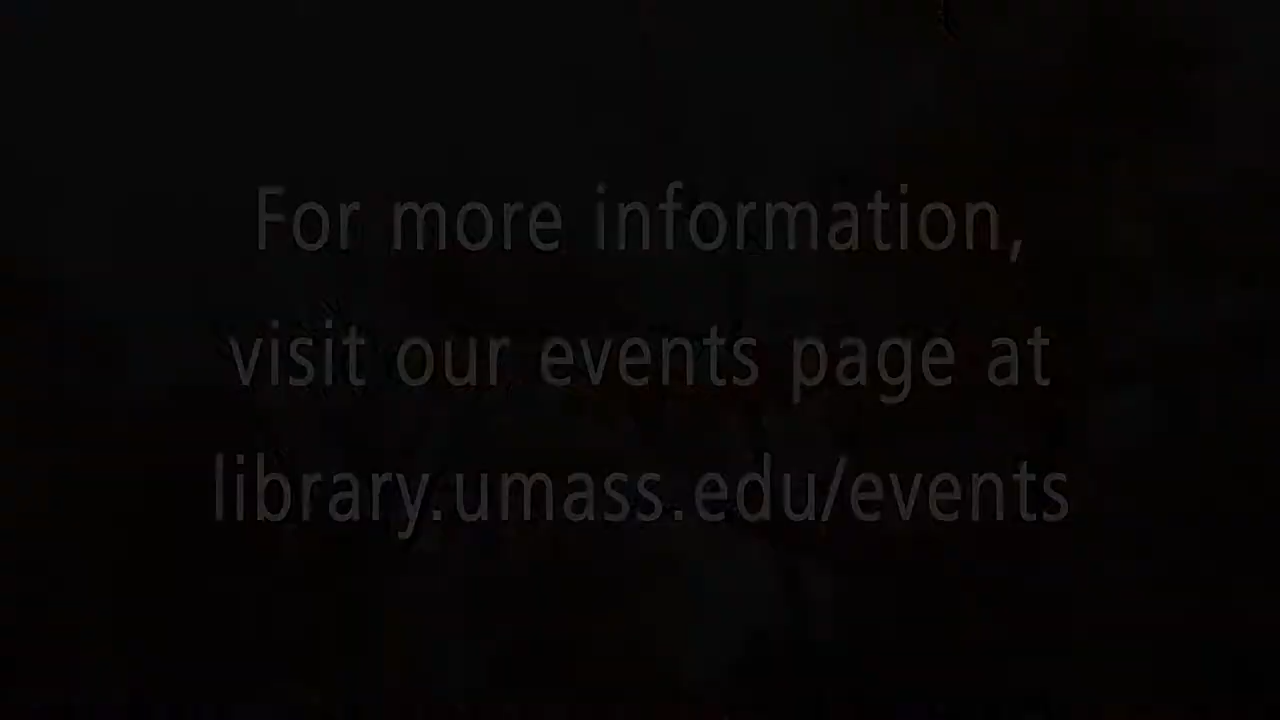 For more information,
visit our events page at
library.umass.edu/events